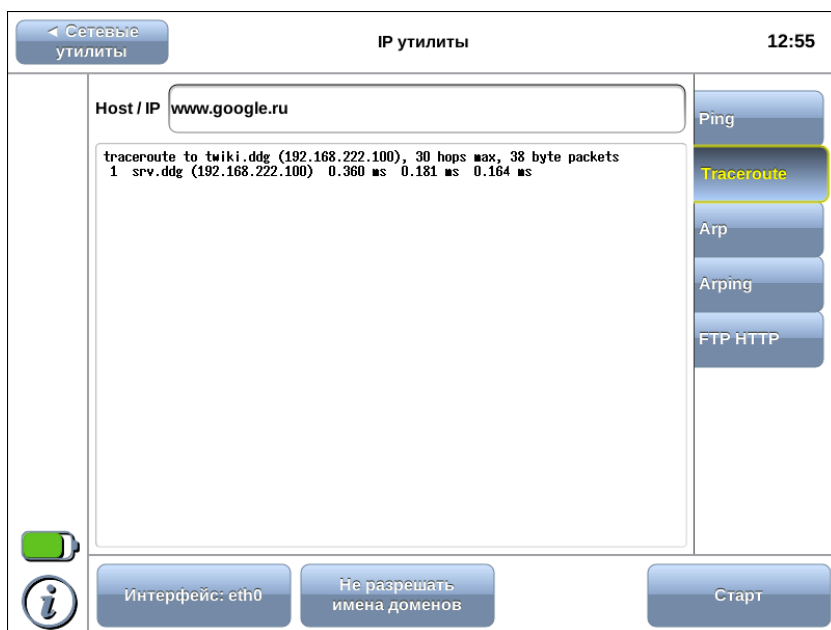 ◄ Сетевые
утилиты
IP утилиты
12:55
Host / IP
www.google.ru
traceroute to twiki.ddg (192.168.222.100), 30 hops max, 38 byte packets
1 srv.ddg (192.168.222.100) 0.360 ms 0.181 ms 0.164 ms
Ping
Traceroute
Arp
Arping
FTP HTTP
i
Интерфейс: eth0
Не разрешать
имена доменов
Старт